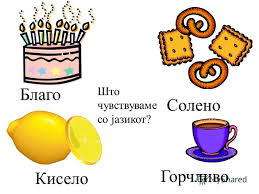 Благо
Што
чувствуваме
со јазикот?
Солено
Кисело
Горчливо